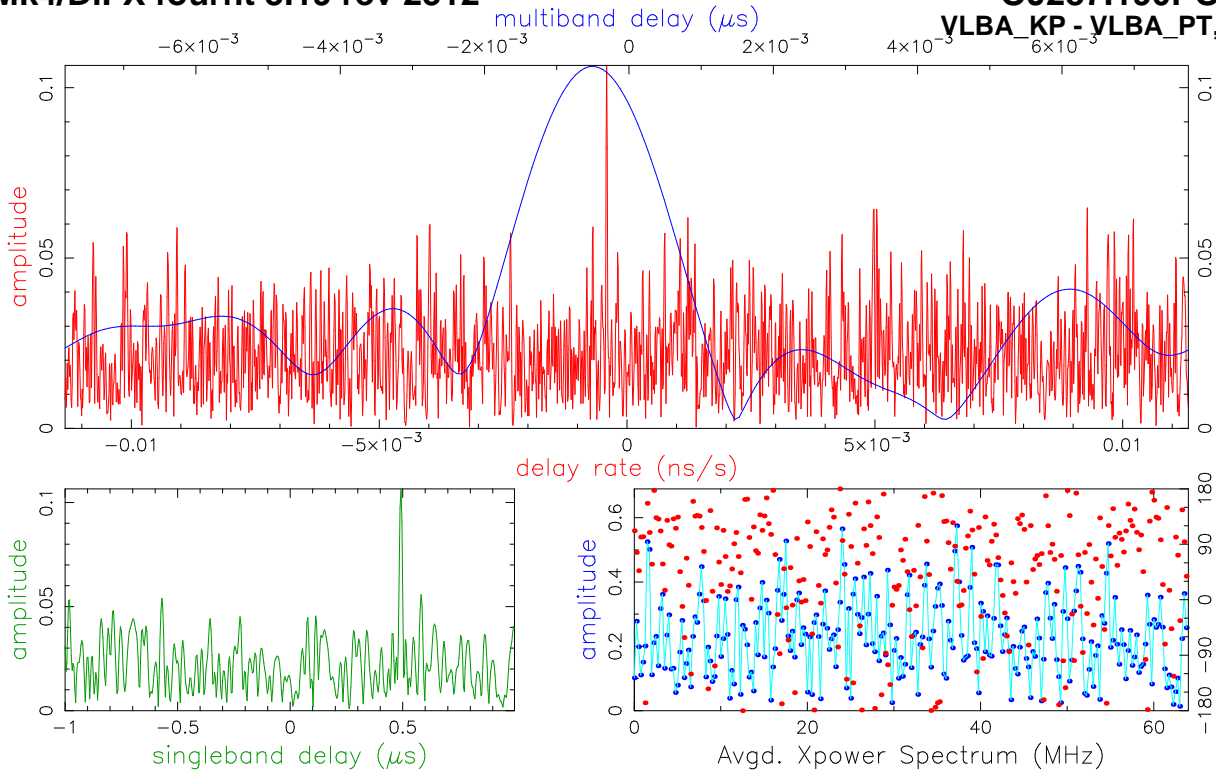 multiband delay (μs)
VLBA_KP - VLBA_PT,
−6×10⁻³ −4×10⁻³ −2×10⁻³ 0 2×10⁻³ 4×10⁻³ 6×10⁻³
amplitude
0 0.05 0.1
0 0.05 0.1
−0.01 −5×10⁻³ 0 5×10⁻³ 0.01
delay rate (ns/s)
amplitude
0 0.05 0.1
−1 −0.5 0 0.5
singleband delay (μs)
amplitude
0 0.2 0.4 0.6
−180 −90 0 90 180
0 20 40 60
Avgd. Xpower Spectrum (MHz)